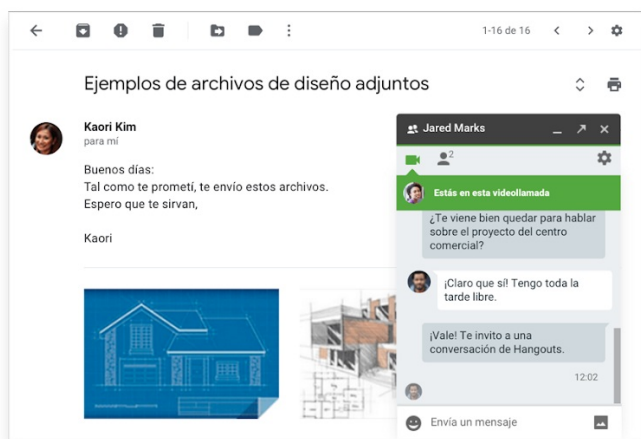 1-16 de 16
Ejemplos de archivos de diseño adjuntos
Kaori Kim
para mí
Buenos días:
Tal como te prometí, te envío estos archivos.
Espero que te sirvan,
Kaori
Jared Marks
2
Estás en esta videollamada
¿Te viene bien quedar para hablar
sobre el proyecto del centro
comercial?
¡Claro que sí! Tengo toda la
tarde libre.
¡Vale! Te invito a una
conversación de Hangouts.
12:02
Envía un mensaje